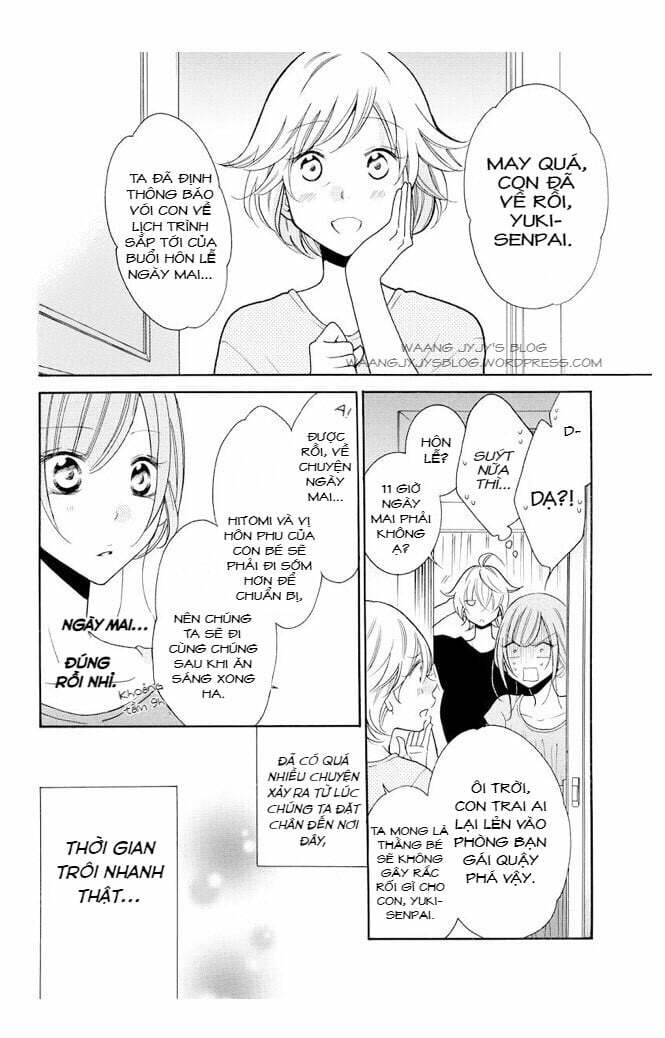 MAY QUÁ,
CON ĐÃ
VỀ RỒI,
YUKI-
SENPAI.
TA ĐÃ ĐỊNH
THÔNG BÁO
VỚI CON VỀ
LỊCH TRÌNH
SẮP TỚI CỦA
BUỔI HÔN LỄ
NGÀY MAI...
WAANG JYJY'S BLOG
WAANGJYJYSBLOG.WORDPRESS.COM
D-
DẠ?!
SUÝT
NỮA
THÌ...
HÔN
LỄ?
11 GIỜ
NGÀY
MAI PHẢI
KHÔNG
Ạ?
ÔI TRỜI,
CON TRAI AI
LẠI LẺN VÀO
PHÒNG BẠN
GÁI QUẬY
PHÁ VẬY.
TA MONG LÀ
THẰNG BÉ
SẼ KHÔNG
GÂY RẮC
RỐI GÌ CHO
CON, YUKI-
SENPAI.
A!
ĐƯỢC
RỒI, VỀ
CHUYỆN
NGÀY
MAI...
HITOMI VÀ VỊ
HÔN PHU CỦA
CON BÉ SẼ
PHẢI ĐI SỚM
HƠN ĐỂ
CHUẨN BỊ,
NÊN CHÚNG
TA SẼ ĐI
CÙNG CHÚNG
SAU KHI ĂN
SÁNG XONG
HA.
Khoảng
tầm 9h
NGÀY MAI...
ĐÚNG
RỒI NHỈ.
ĐÃ CÓ QUÁ
NHIỀU CHUYỆN
XẢY RA TỪ LÚC
CHÚNG TA ĐẶT
CHÂN ĐẾN NƠI
ĐÂY,
THỜI GIAN
TRÔI NHANH
THẬT...